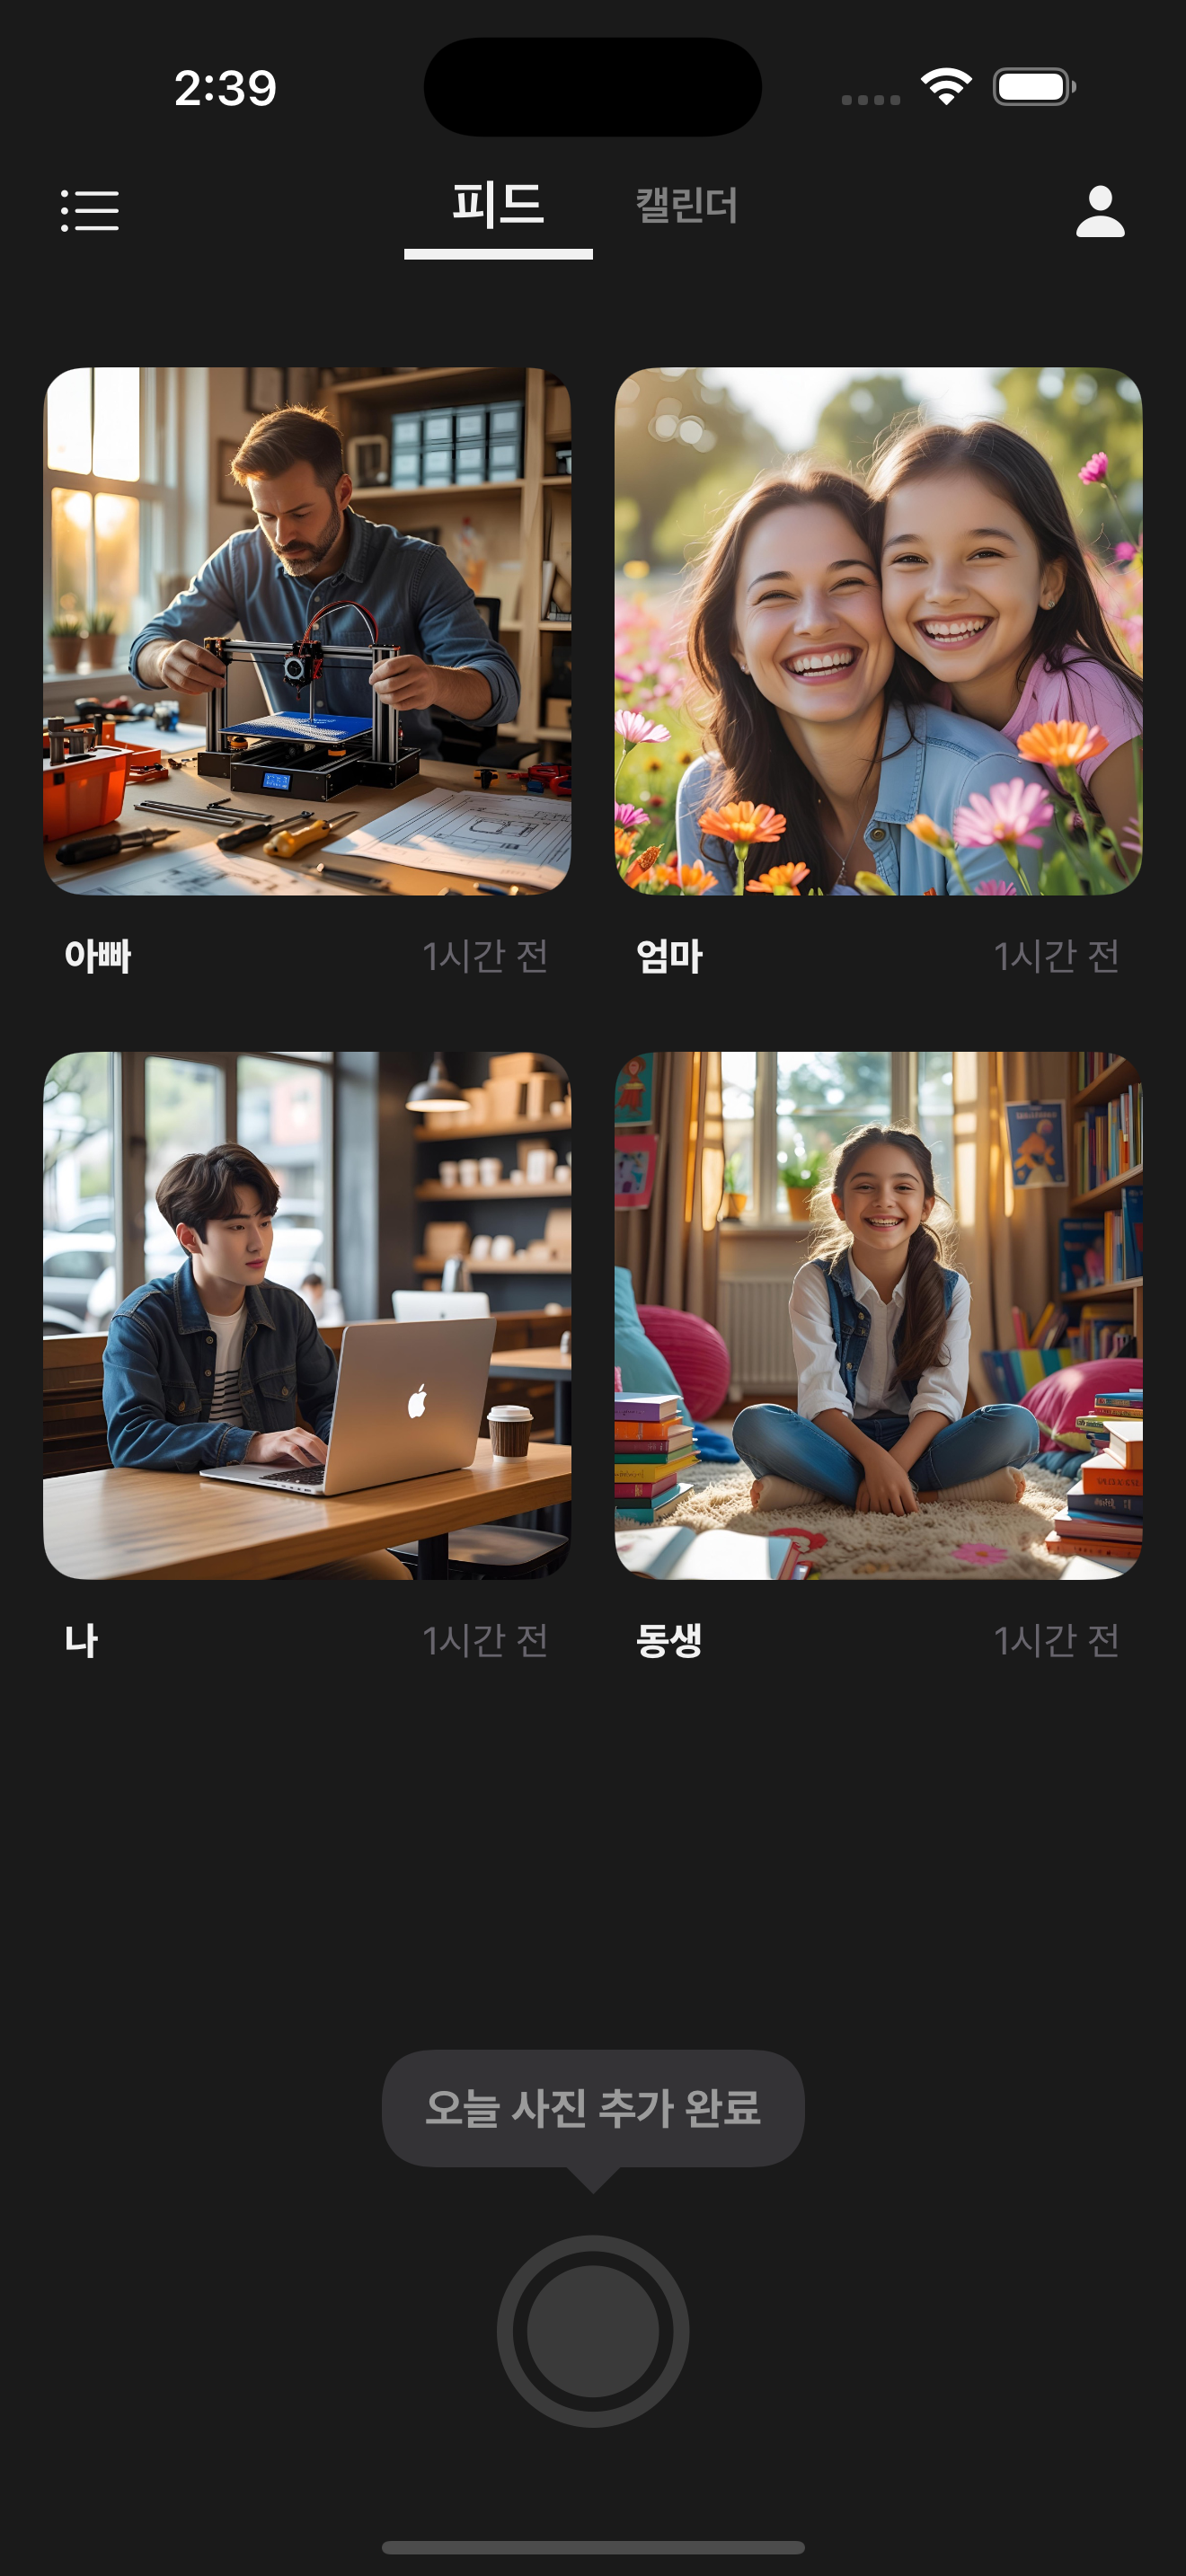 2:39
피드 캘린더
아빠 1시간 전 엄마 1시간 전
나 1시간 전 동생 1시간 전
오늘 사진 추가 완료